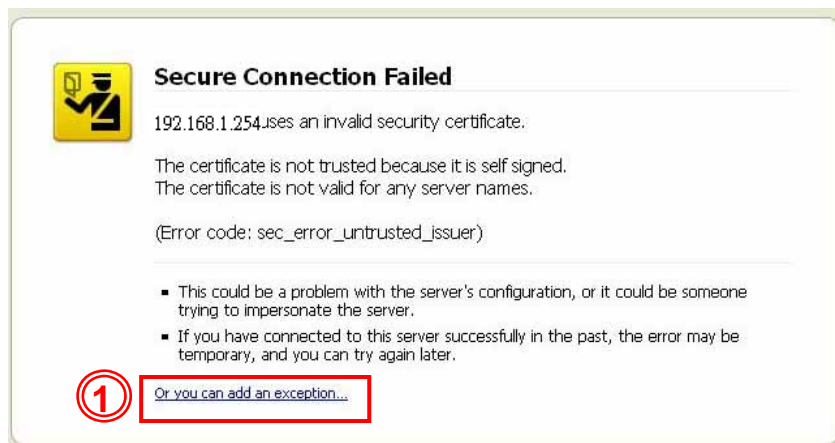 Secure Connection Failed
192.168.1.254 uses an invalid security certificate.
The certificate is not trusted because it is self signed.
The certificate is not valid for any server names.
(Error code: sec_error_untrusted_issuer)
▪ This could be a problem with the server's configuration, or it could be someone
trying to impersonate the server.
▪ If you have connected to this server successfully in the past, the error may be
temporary, and you can try again later.
1 Or you can add an exception...